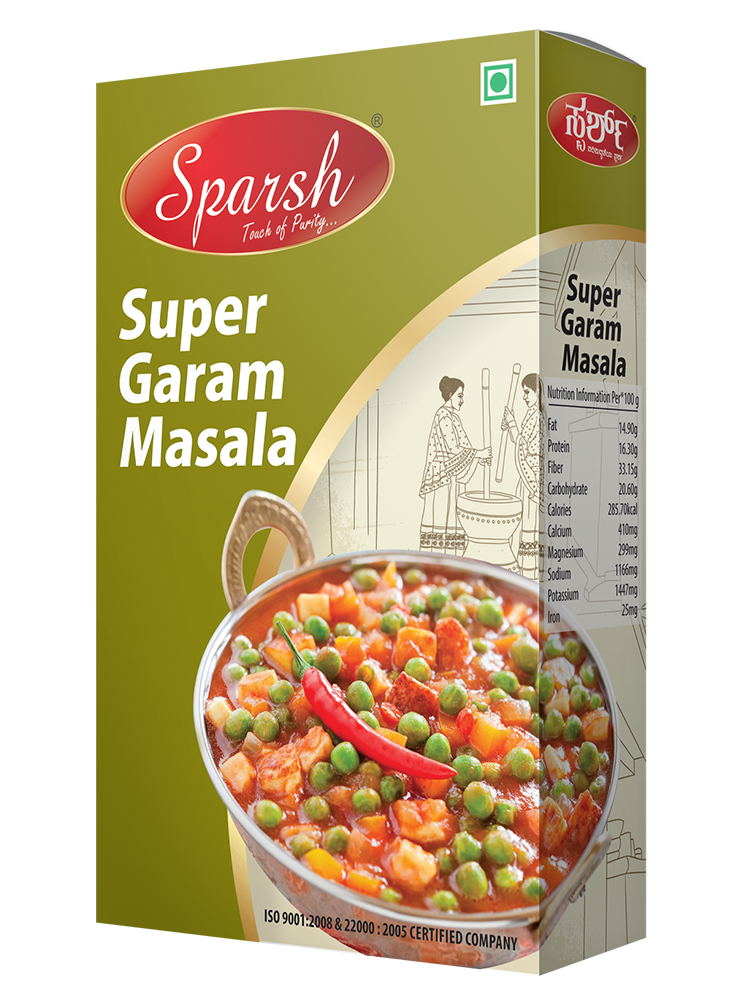 Sparsh
®
Touch of Purity...
Super
Garam
Masala
ISO 9001:2008 & 22000 : 2005 CERTIFIED COMPANY
ಸ್ಪರ್ಶ್
Super
Garam
Masala
Nutrition Information Per*100 g
Fat 14.90g
Protein 16.30g
Fiber 33.15g
Carbohydrate 20.60g
Calories 285.70kcal
Calcium 410mg
Magnesium 299mg
Sodium 1166mg
Potassium 1447mg
Iron 25mg